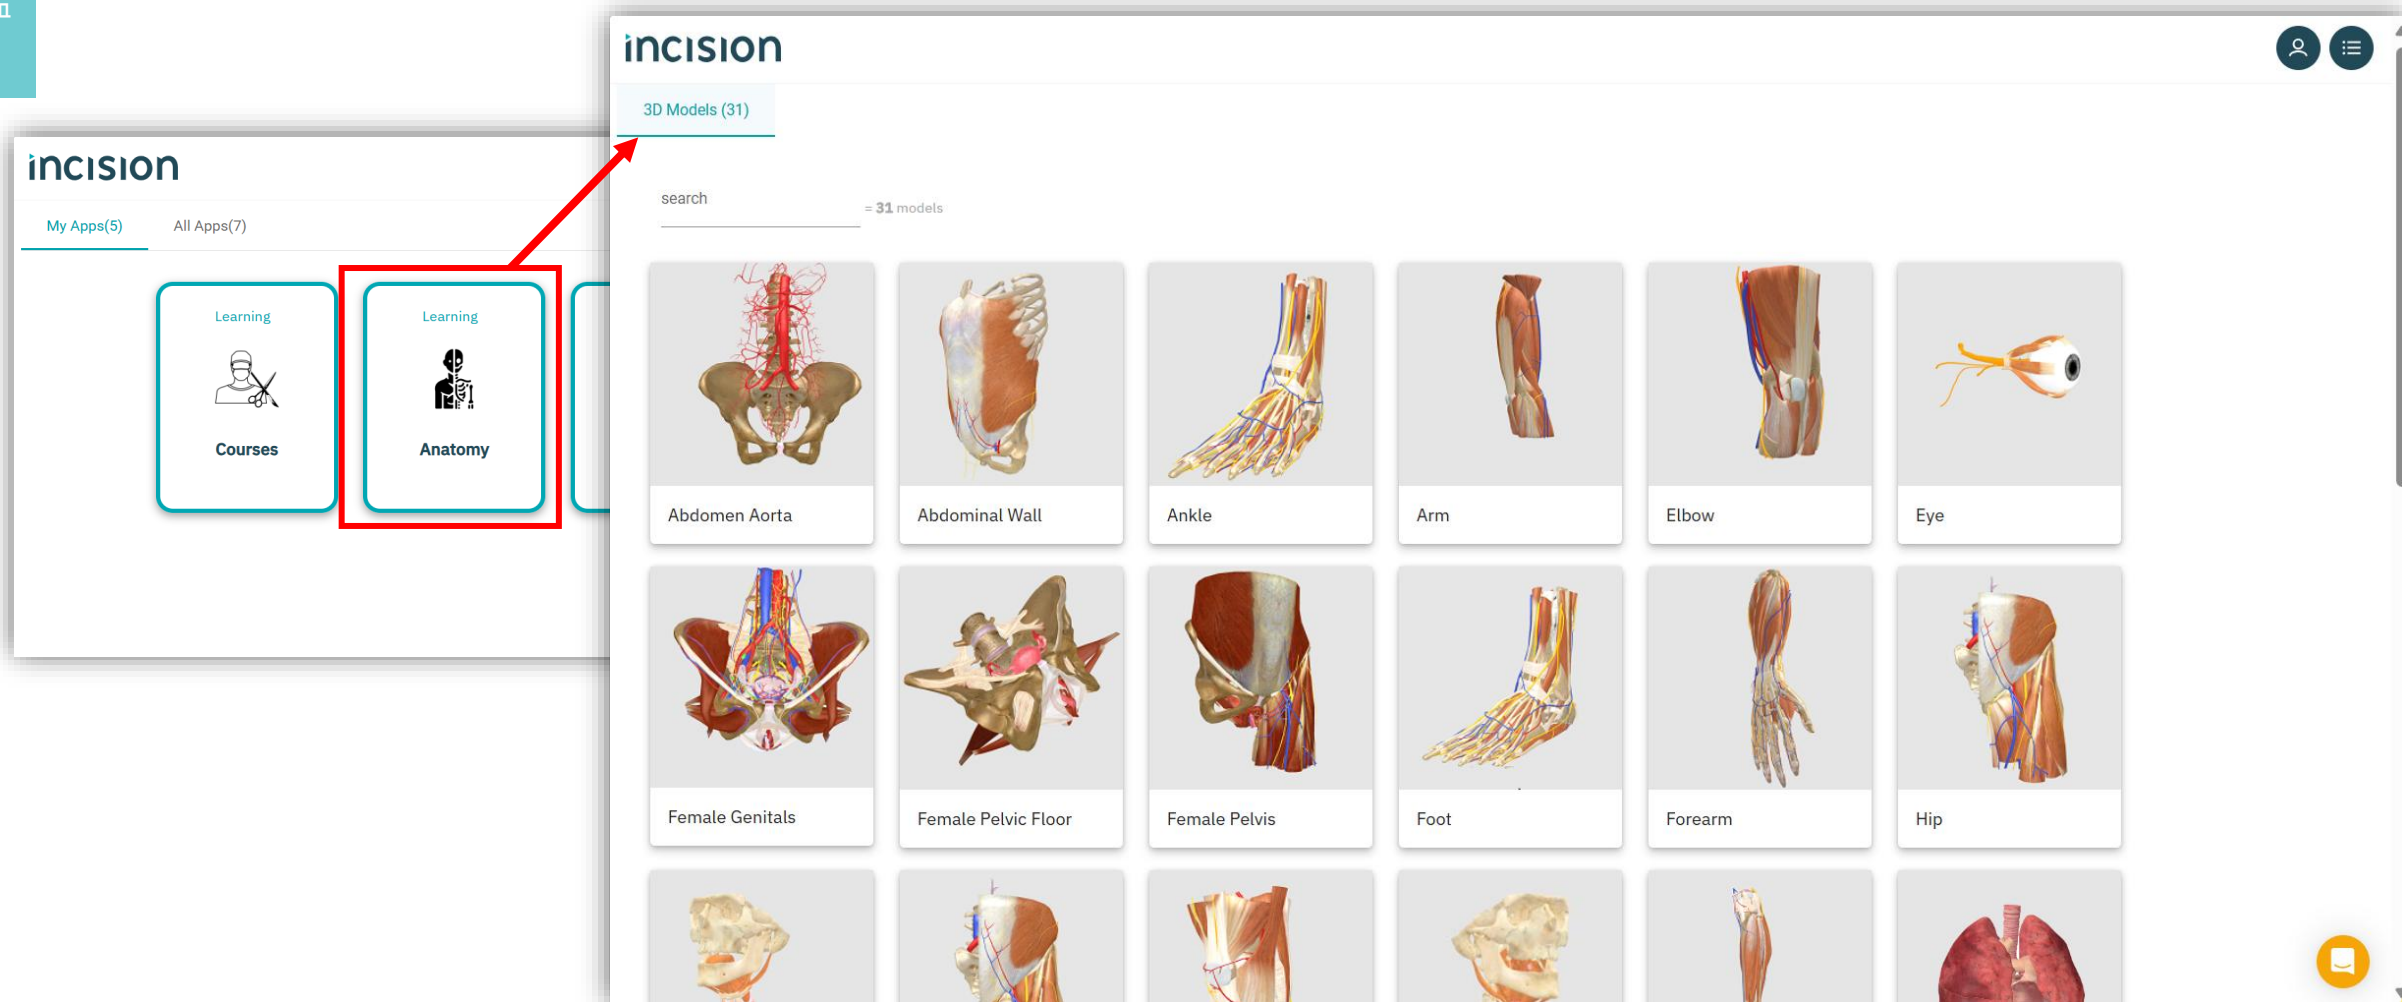 incision
My Apps(5)
All Apps(7)
Learning
Courses
Learning
Anatomy
incision
3D Models (31)
search
= 31 models
Abdomen Aorta
Abdominal Wall
Ankle
Arm
Elbow
Eye
Female Genitals
Female Pelvic Floor
Female Pelvis
Foot
Forearm
Hip